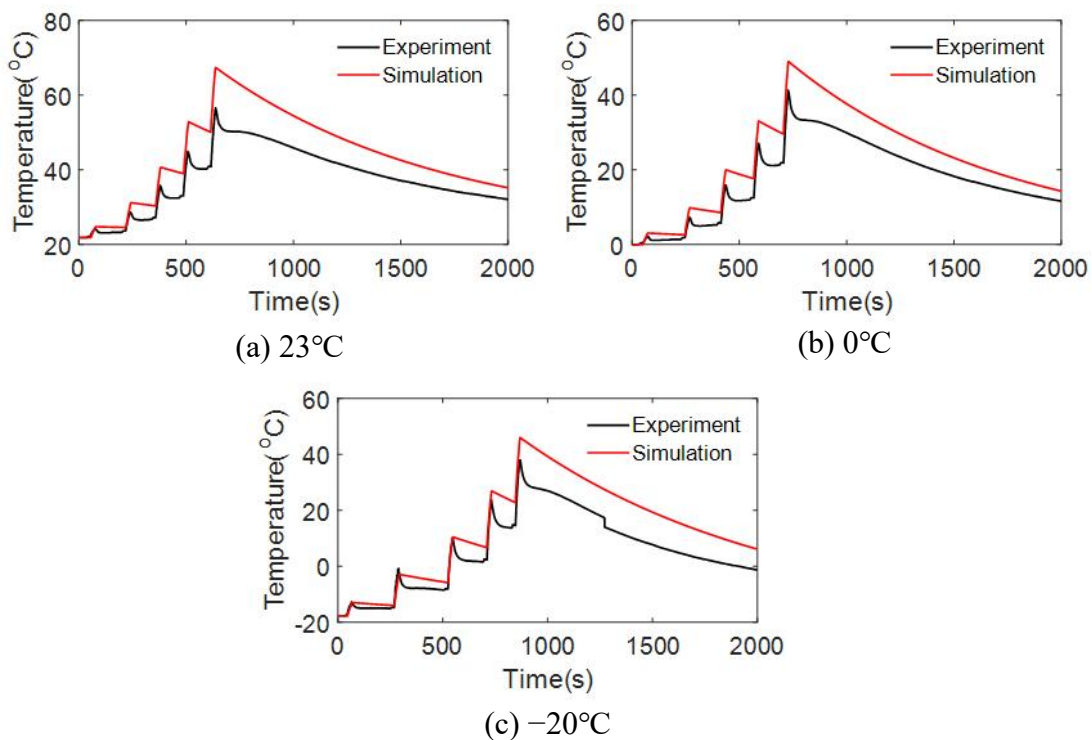 80
60
40
20
Temperature(°C)
Experiment
Simulation
0 500 1000 1500 2000
Time(s)
(a) 23℃
60
40
20
0
Temperature(°C)
Experiment
Simulation
0 500 1000 1500 2000
Time(s)
(b) 0℃
60
40
20
0
-20
Temperature(°C)
Experiment
Simulation
0 500 1000 1500 2000
Time(s)
(c) −20℃